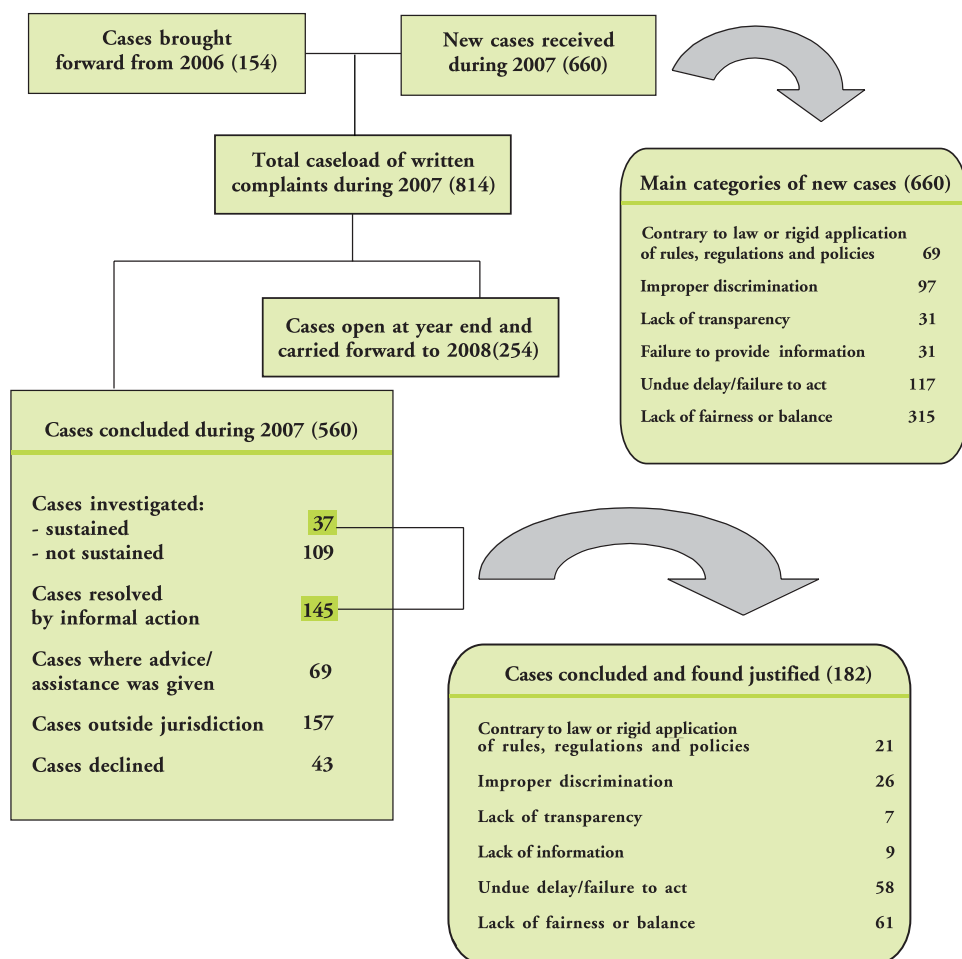 Cases brought
forward from 2006 (154)
New cases received
during 2007 (660)
Total caseload of written
complaints during 2007 (814)
Main categories of new cases (660)
Contrary to law or rigid application
of rules, regulations and policies 69
Improper discrimination 97
Lack of transparency 31
Failure to provide information 31
Undue delay/failure to act 117
Lack of fairness or balance 315
Cases open at year end and
carried forward to 2008(254)
Cases concluded during 2007 (560)
Cases investigated:
- sustained 37
- not sustained 109
Cases resolved
by informal action 145
Cases where advice/
assistance was given 69
Cases outside jurisdiction 157
Cases declined 43
Cases concluded and found justified (182)
Contrary to law or rigid application
of rules, regulations and policies 21
Improper discrimination 26
Lack of transparency 7
Lack of information 9
Undue delay/failure to act 58
Lack of fairness or balance 61